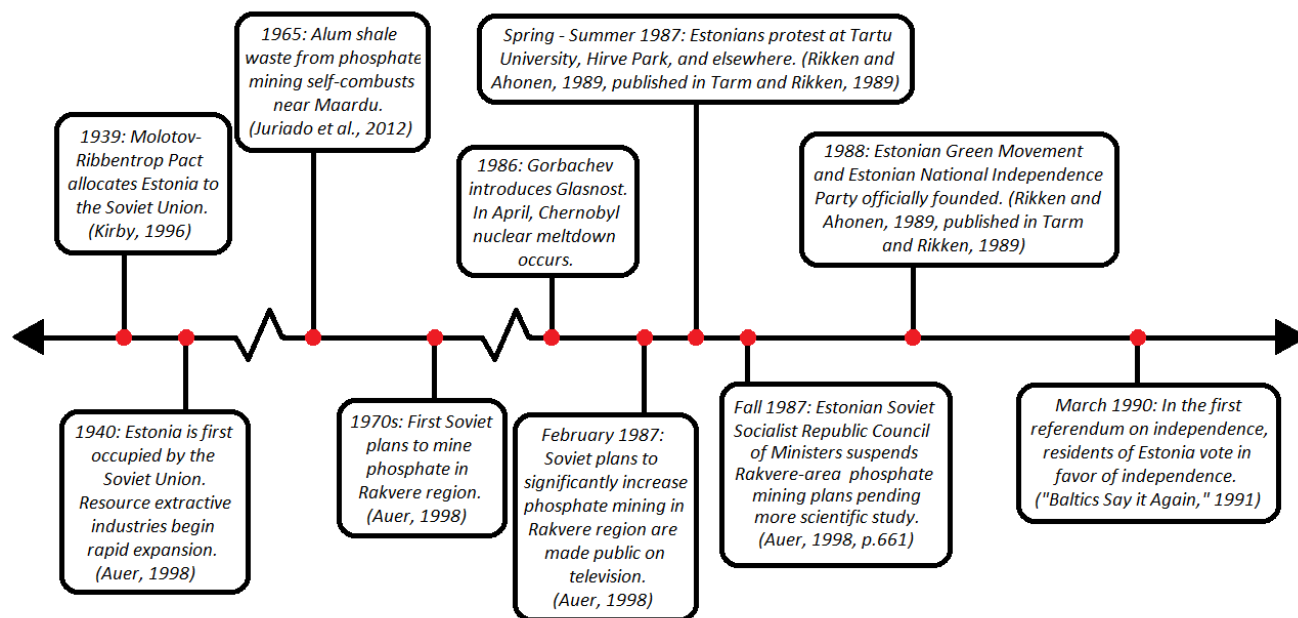 1939: Molotov-
Ribbentrop Pact
allocates Estonia to
the Soviet Union.
(Kirby, 1996)
1940: Estonia is first
occupied by the
Soviet Union.
Resource extractive
industries begin
rapid expansion.
(Auer, 1998)
1965: Alum shale
waste from phosphate
mining self-combusts
near Maardu.
(Juriado et al., 2012)
1970s: First Soviet
plans to mine
phosphate in
Rakvere region.
(Auer, 1998)
1986: Gorbachev
introduces Glasnost.
In April, Chernobyl
nuclear meltdown
occurs.
February 1987:
Soviet plans to
significantly increase
phosphate mining in
Rakvere region are
made public on
television.
(Auer, 1998)
Spring - Summer 1987: Estonians protest at Tartu
University, Hirve Park, and elsewhere. (Rikken and
Ahonen, 1989, published in Tarm and Rikken, 1989)
Fall 1987: Estonian Soviet
Socialist Republic Council
of Ministers suspends
Rakvere-area phosphate
mining plans pending
more scientific study.
(Auer, 1998, p.661)
1988: Estonian Green Movement
and Estonian National Independence
Party officially founded. (Rikken
and Ahonen, 1989, published in Tarm
and Rikken, 1989)
March 1990: In the first
referendum on independence,
residents of Estonia vote in
favor of independence.
("Baltics Say it Again," 1991)